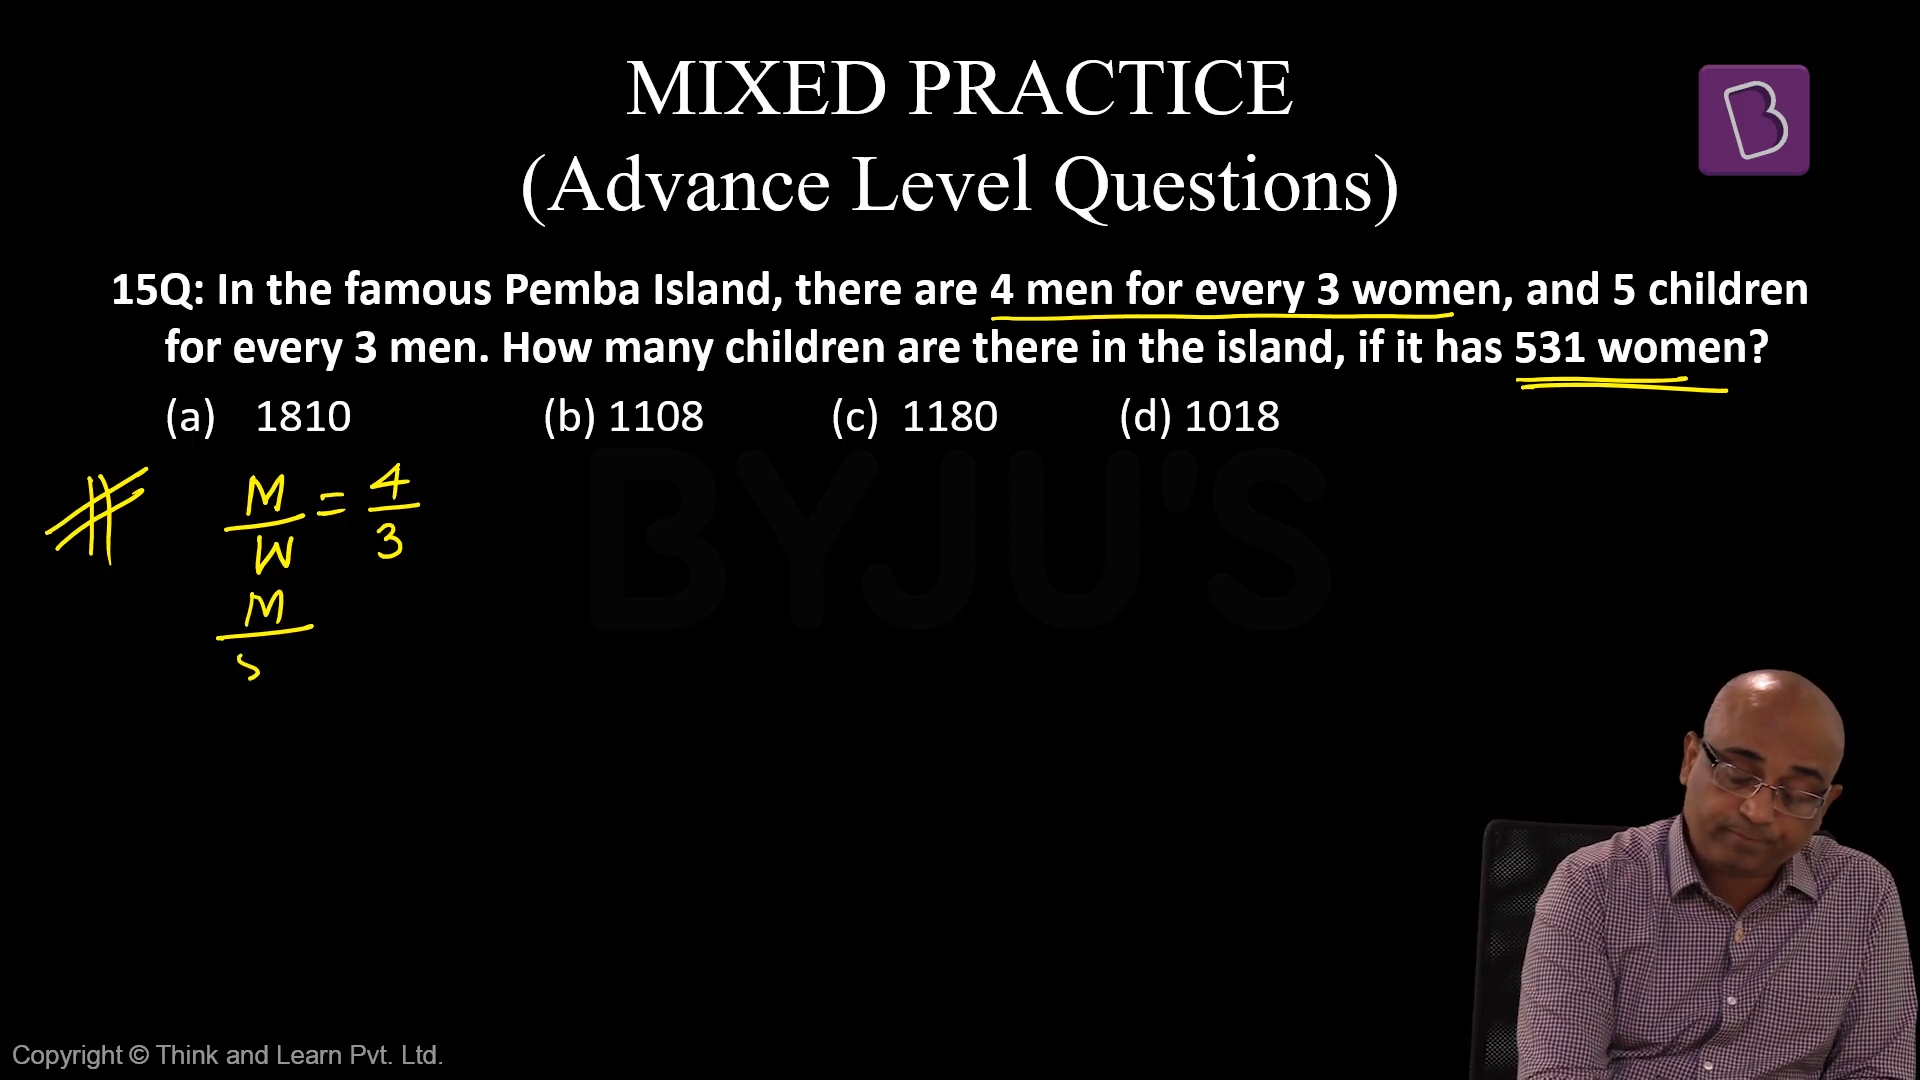 MIXED PRACTICE
(Advance Level Questions)
15Q: In the famous Pemba Island, there are 4 men for every 3 women, and 5 children
for every 3 men. How many children are there in the island, if it has 531 women?
(a) 1810 (b) 1108 (c) 1180 (d) 1018
M/W = 4/3
M
BYJU'S
Copyright © Think and Learn Pvt. Ltd.